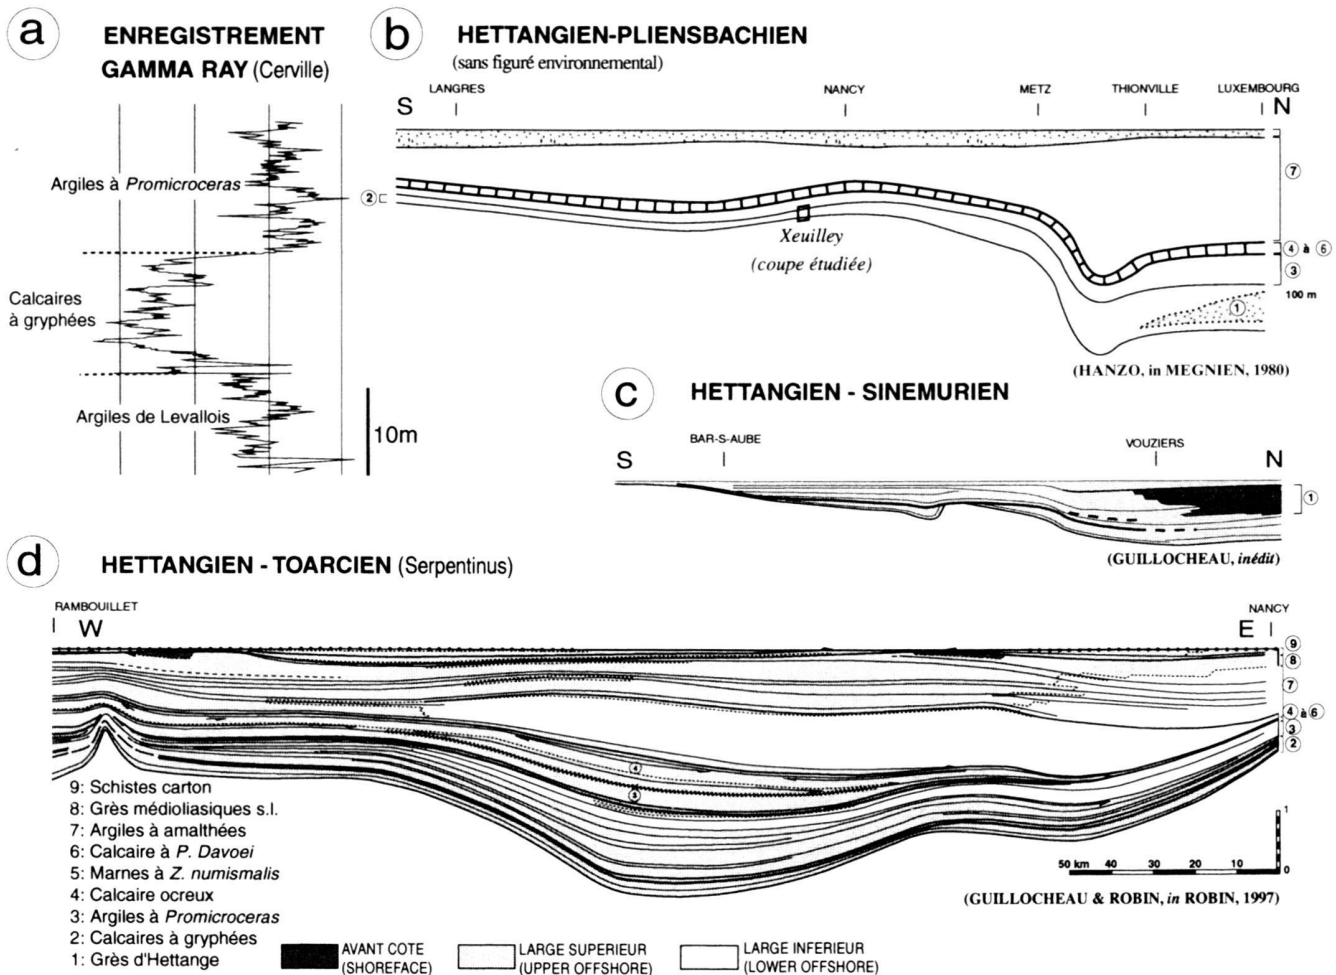 a
ENREGISTREMENT
GAMMA RAY (Cerville)
Argiles à Promicroceras
Calcaires
à gryphées
Argiles de Levallois
10m
b
HETTANGIEN-PLIENSBACHIEN
(sans figuré environnemental)
LANGRES
NANCY
METZ
THIONVILLE
LUXEMBOURG
S
N
2
7
4 à 6
3
100 m
1
Xeuilley
(coupe étudiée)
(HANZO, in MEGNIEN, 1980)
c
HETTANGIEN - SINEMURIEN
BAR-S-AUBE
VOUZIERS
S
N
1
(GUILLOCHEAU, inédit)
d
HETTANGIEN - TOARCIEN (Serpentinus)
RAMBOUILLET
NANCY
W
E
9
8
7
4 à 6
3
2
4
3
1
0
50 km 40 30 20 10
(GUILLOCHEAU & ROBIN, in ROBIN, 1997)
9: Schistes carton
8: Grès médioliasiques s.l.
7: Argiles à amalthées
6: Calcaire à P. Davoei
5: Marnes à Z. numismalis
4: Calcaire ocreux
3: Argiles à Promicroceras
2: Calcaires à gryphées
1: Grès d'Hettange
AVANT COTE
(SHOREFACE)
LARGE SUPERIEUR
(UPPER OFFSHORE)
LARGE INFERIEUR
(LOWER OFFSHORE)